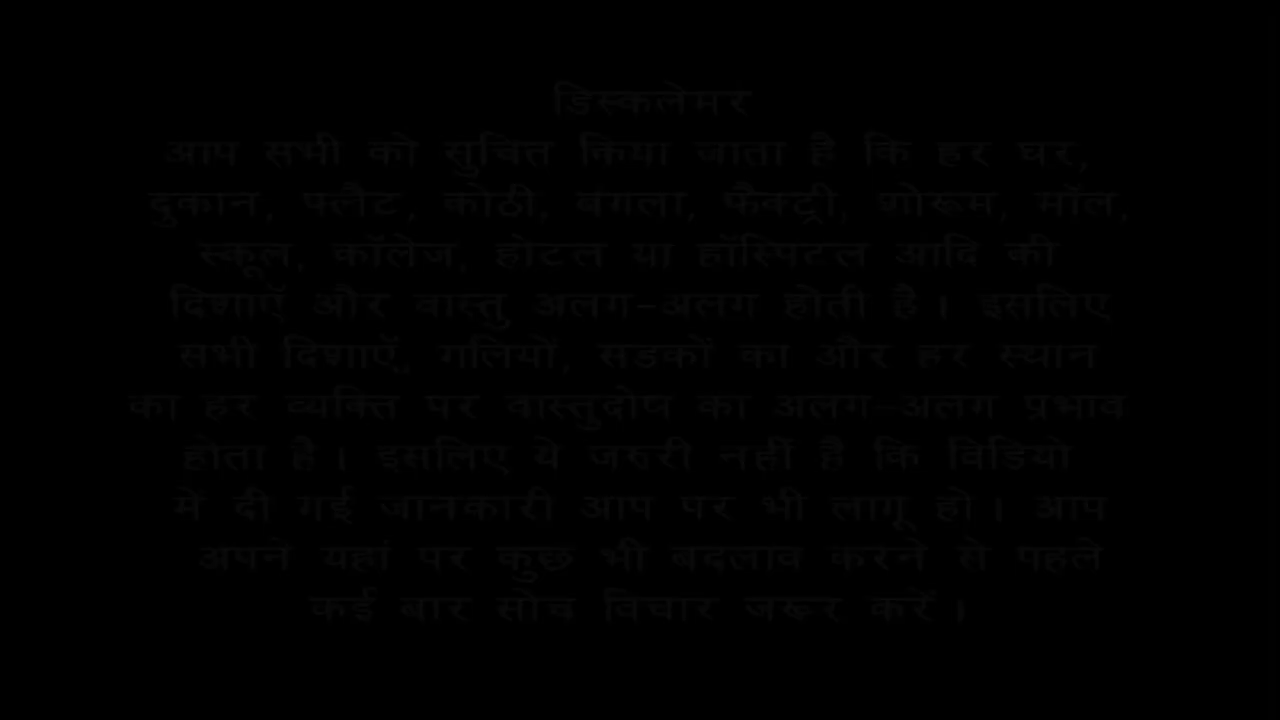 डिस्कलेमर
आप सभी को सुचित किया जाता है कि हर घर,
दुकान, फ्लैट, कोठी, बंगला, फैक्ट्री, शोरूम, मॉल,
स्कूल, कॉलेज, होटल या हॉस्पिटल आदि की
दिशाएँ और वास्तु अलग-अलग होती है। इसलिए
सभी दिशाएँ, गलियों, सडकों का और हर स्थान
का हर व्यक्ति पर वास्तुदोष का अलग-अलग प्रभाव
होता है। इसलिए ये जरुरी नहीं है कि विडियो
में दी गई जानकारी आप पर भी लागू हो। आप
अपने यहां पर कुछ भी बदलाव करने से पहले
कई बार सोच विचार जरूर करें।